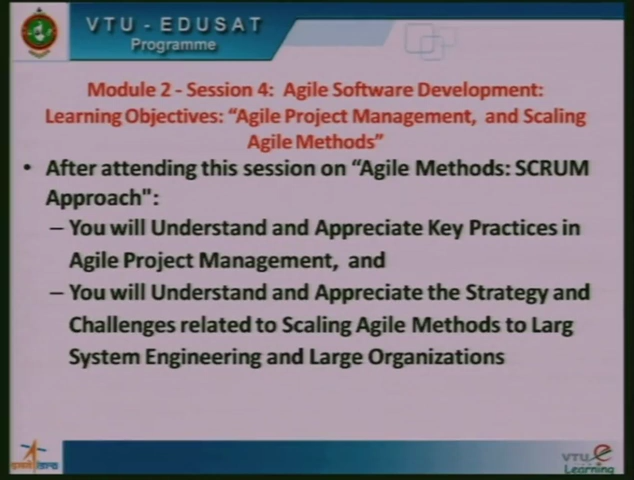 VTU - EDUSAT
Programme
Module 2 - Session 4: Agile Software Development:
Learning Objectives: “Agile Project Management, and Scaling
Agile Methods”
• After attending this session on “Agile Methods: SCRUM
Approach":
– You will Understand and Appreciate Key Practices in
Agile Project Management, and
– You will Understand and Appreciate the Strategy and
Challenges related to Scaling Agile Methods to Larg
System Engineering and Large Organizations
VTU e
Learning